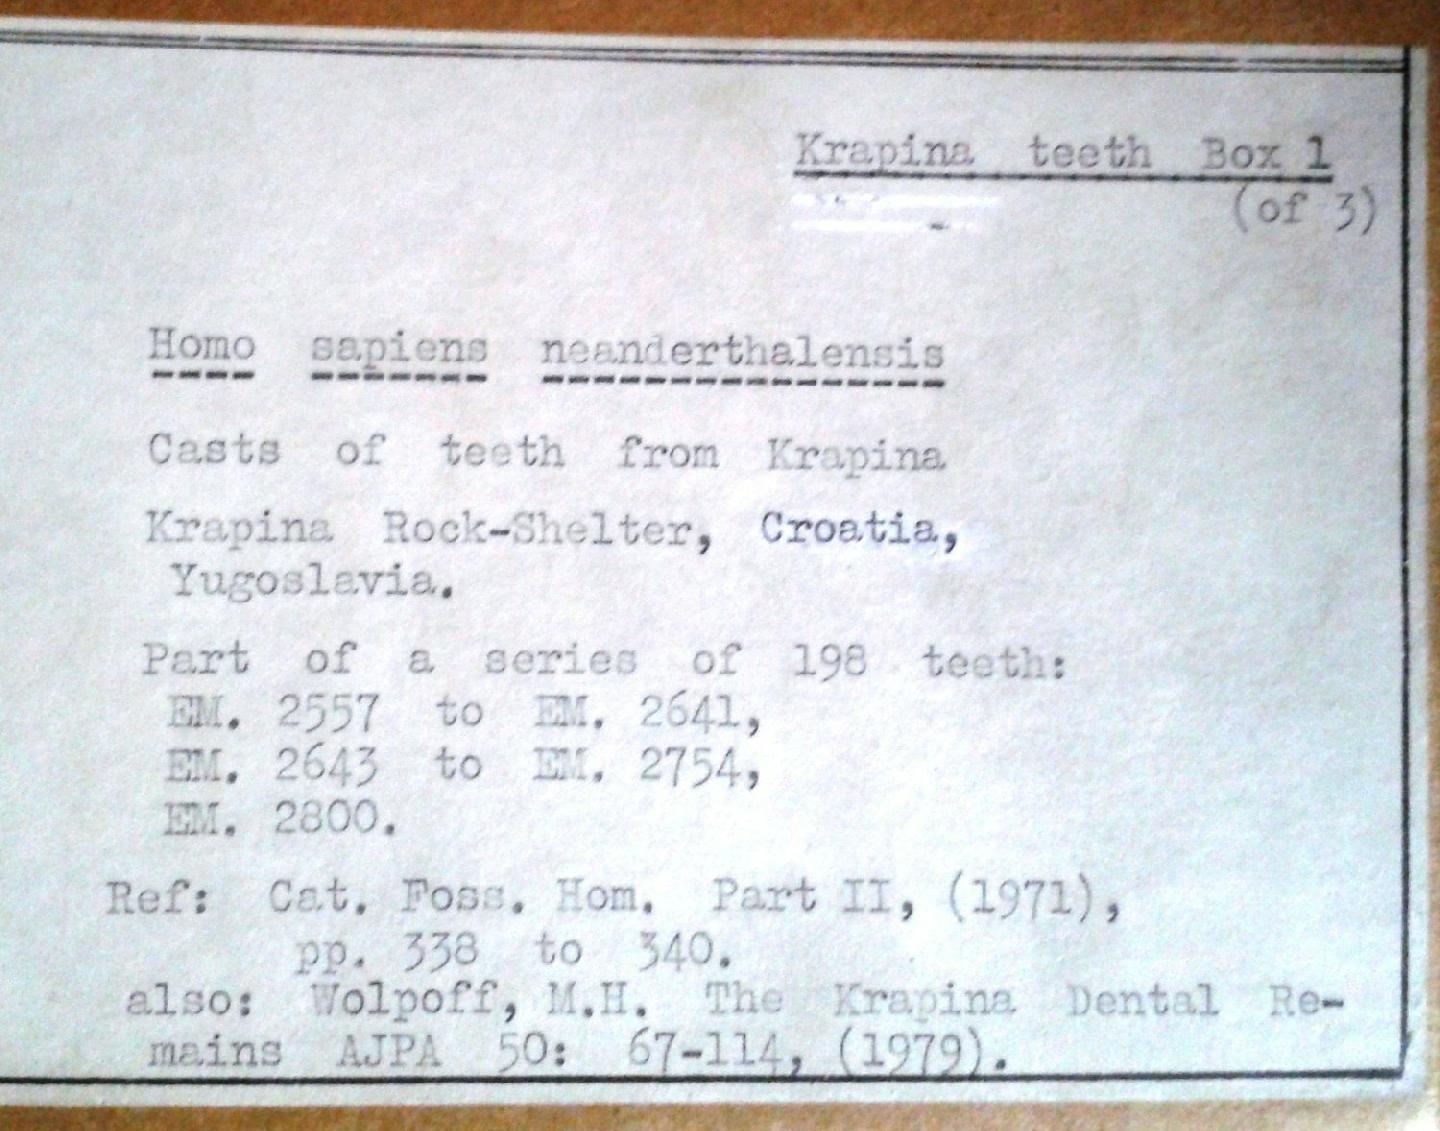 Krapina teeth Box 1
(of 3)
Homo sapiens neanderthalensis
Casts of teeth from Krapina
Krapina Rock-Shelter, Croatia,
Yugoslavia.
Part of a series of 198 teeth:
EM. 2557 to EM. 2641,
EM. 2643 to EM. 2754,
EM. 2800.
Ref: Cat. Foss. Hom. Part II, (1971),
pp. 338 to 340.
also: Wolpoff, M.H. The Krapina Dental Re-
mains AJPA 50: 67-114, (1979).